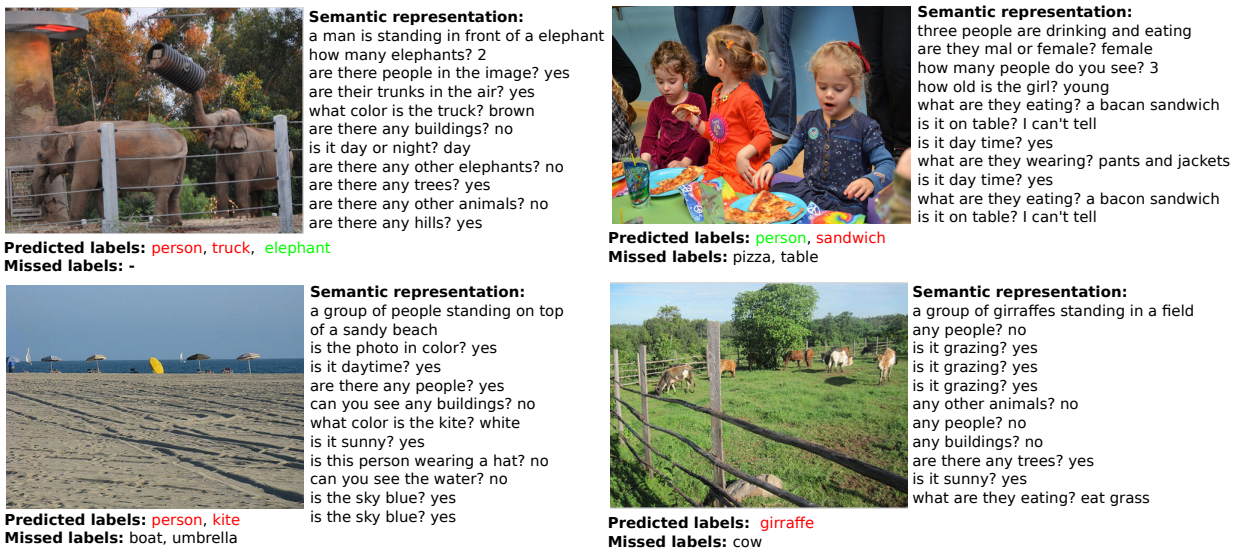 Semantic representation:
a man is standing in front of a elephant
how many elephants? 2
are there people in the image? yes
are their trunks in the air? yes
what color is the truck? brown
are there any buildings? no
is it day or night? day
are there any other elephants? no
are there any trees? yes
are there any other animals? no
are there any hills? yes
Predicted labels: person, truck, elephant
Missed labels: -
Semantic representation:
three people are drinking and eating
are they mal or female? female
how many people do you see? 3
how old is the girl? young
what are they eating? a bacan sandwich
is it on table? I can't tell
is it day time? yes
what are they wearing? pants and jackets
is it day time? yes
what are they eating? a bacon sandwich
is it on table? I can't tell
Predicted labels: person, sandwich
Missed labels: pizza, table
Semantic representation:
a group of people standing on top
of a sandy beach
is the photo in color? yes
is it daytime? yes
are there any people? yes
can you see any buildings? no
what color is the kite? white
is it sunny? yes
is this person wearing a hat? no
can you see the water? no
is the sky blue? yes
is the sky blue? yes
Predicted labels: person, kite
Missed labels: boat, umbrella
Semantic representation:
a group of girraffes standing in a field
any people? no
is it grazing? yes
is it grazing? yes
is it grazing? yes
any other animals? no
any people? no
any buildings? no
are there any trees? yes
is it sunny? yes
what are they eating? eat grass
Predicted labels: girraffe
Missed labels: cow